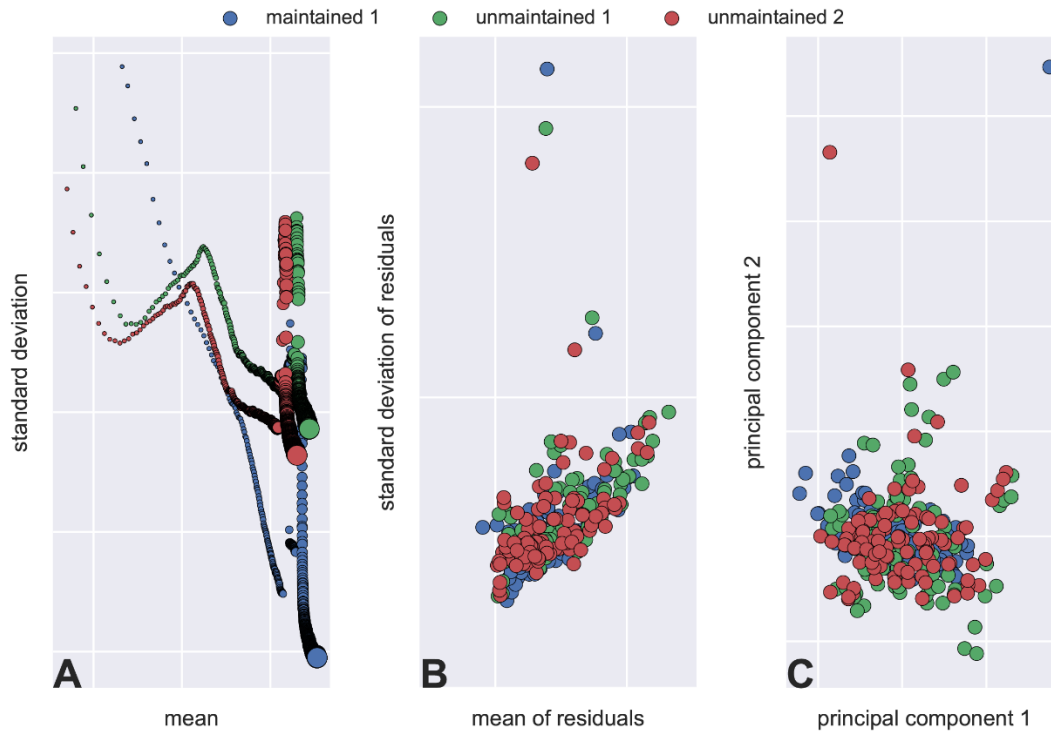 maintained 1 unmaintained 1 unmaintained 2
standard deviation
A
mean
standard deviation of residuals
B
mean of residuals
principal component 2
C
principal component 1